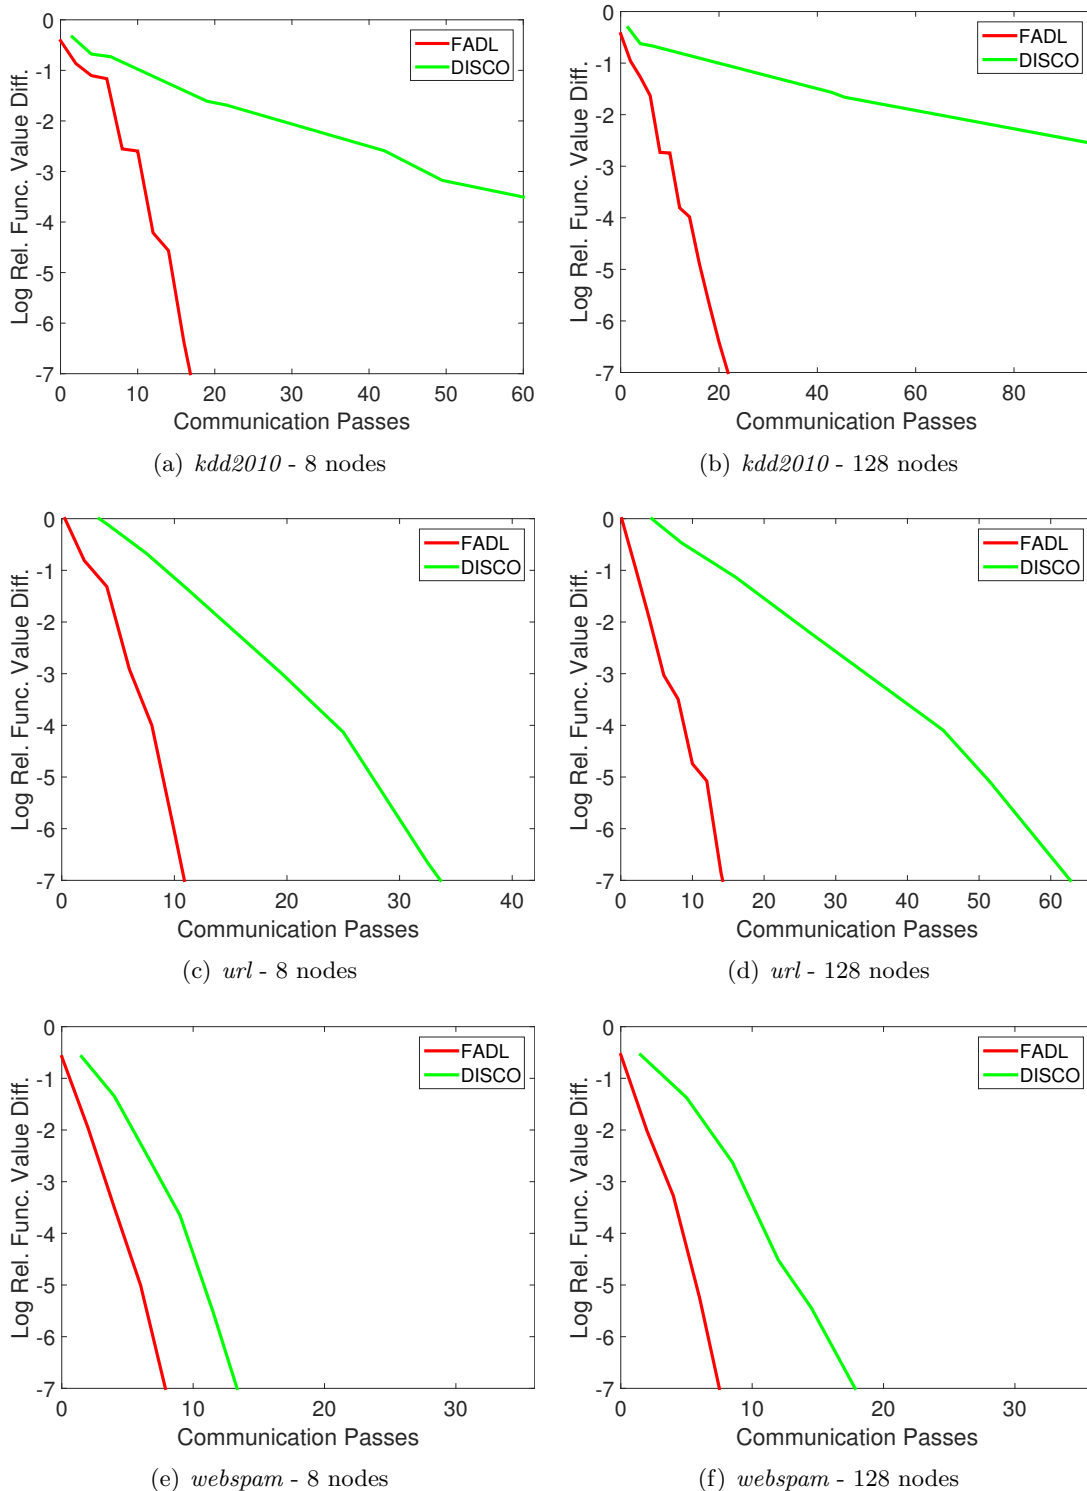 0
-1
-2
-3
-4
-5
-6
-7
Log Rel. Func. Value Diff.
FADL
DISCO
0 10 20 30 40 50 60
Communication Passes
(a) kdd2010 - 8 nodes
0
-1
-2
-3
-4
-5
-6
-7
Log Rel. Func. Value Diff.
FADL
DISCO
0 20 40 60 80
Communication Passes
(b) kdd2010 - 128 nodes
0
-1
-2
-3
-4
-5
-6
-7
Log Rel. Func. Value Diff.
FADL
DISCO
0 10 20 30 40
Communication Passes
(c) url - 8 nodes
0
-1
-2
-3
-4
-5
-6
-7
Log Rel. Func. Value Diff.
FADL
DISCO
0 10 20 30 40 50 60
Communication Passes
(d) url - 128 nodes
0
-1
-2
-3
-4
-5
-6
-7
Log Rel. Func. Value Diff.
FADL
DISCO
0 10 20 30
Communication Passes
(e) webspam - 8 nodes
0
-1
-2
-3
-4
-5
-6
-7
Log Rel. Func. Value Diff.
FADL
DISCO
0 10 20 30
Communication Passes
(f) webspam - 128 nodes